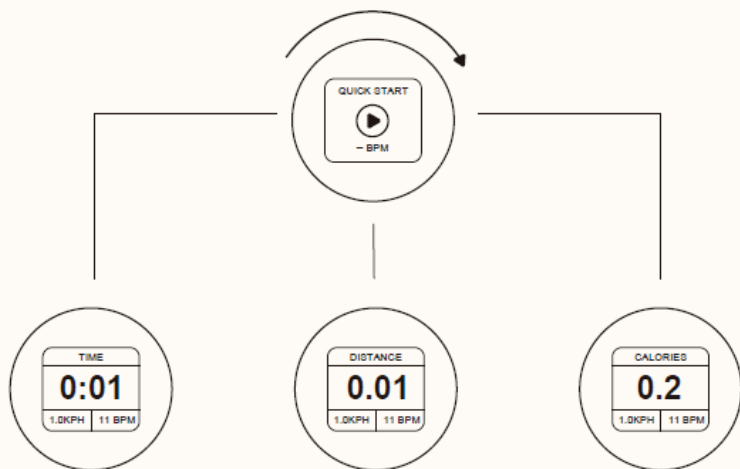 QUICK START
– BPM
TIME
0:01
1.0KPH 11 BPM
DISTANCE
0.01
1.0KPH 11 BPM
CALORIES
0.2
1.0KPH 11 BPM